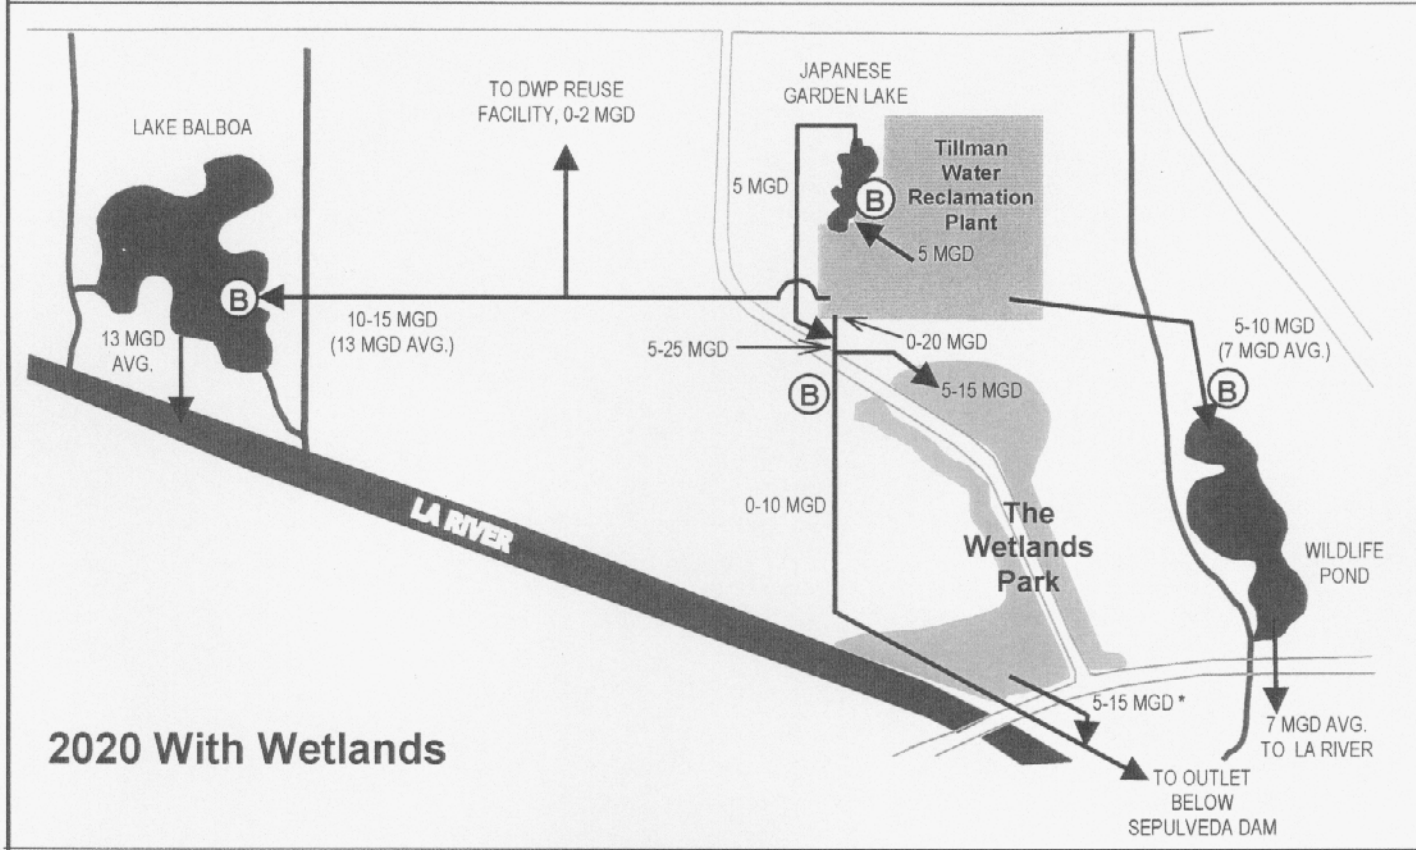 TO DWP REUSE
FACILITY, 0-2 MGD
JAPANESE
GARDEN LAKE
LAKE BALBOA
Tillman
Water
Reclamation
Plant
5 MGD
B
5 MGD
B
10-15 MGD
(13 MGD AVG.)
13 MGD
AVG.
5-25 MGD
0-20 MGD
5-10 MGD
(7 MGD AVG.)
B
5-15 MGD
B
0-10 MGD
LA RIVER
The
Wetlands
Park
WILDLIFE
POND
5-15 MGD *
7 MGD AVG.
TO LA RIVER
2020 With Wetlands
TO OUTLET
BELOW
SEPULVEDA DAM